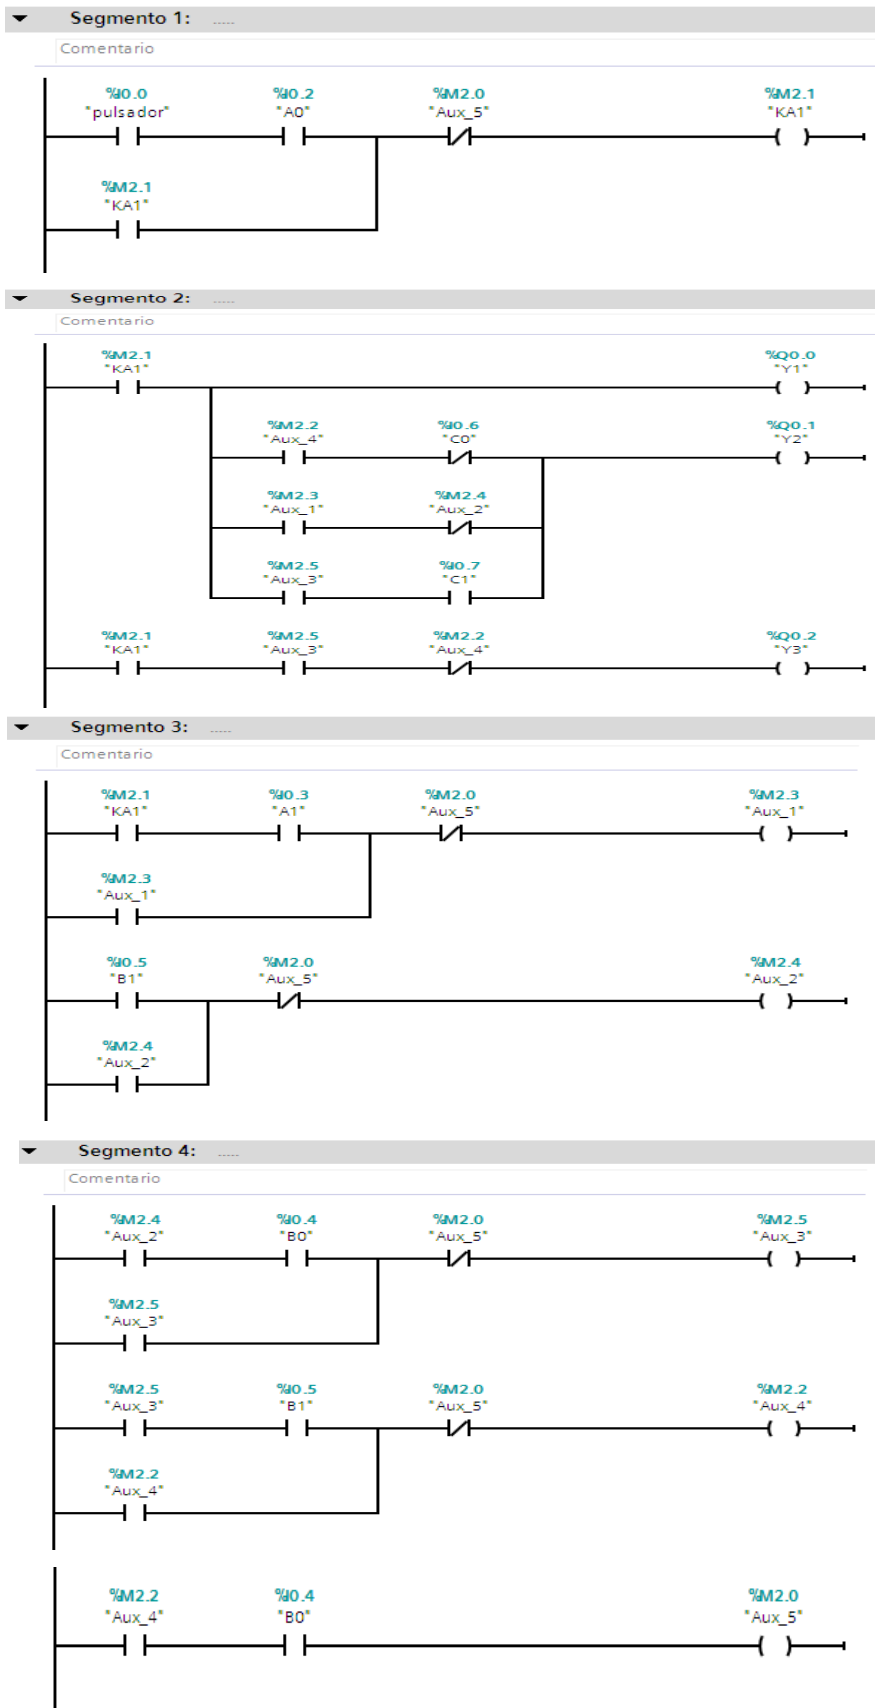 Segmento 1: .....
Comentario
%I0.0 %I0.2 %M2.0 %M2.1
"pulsador" "A0" "Aux_5" "KA1"
%M2.1
"KA1"
Segmento 2: .....
Comentario
%M2.1 %Q0.0
"KA1" "Y1"
%M2.2 %I0.6 %Q0.1
"Aux_4" "C0" "Y2"
%M2.3 %M2.4
"Aux_1" "Aux_2"
%M2.5 %I0.7
"Aux_3" "C1"
%M2.1 %M2.5 %M2.2 %Q0.2
"KA1" "Aux_3" "Aux_4" "Y3"
Segmento 3: .....
Comentario
%M2.1 %I0.3 %M2.0 %M2.3
"KA1" "A1" "Aux_5" "Aux_1"
%M2.3
"Aux_1"
%I0.5 %M2.0 %M2.4
"B1" "Aux_5" "Aux_2"
%M2.4
"Aux_2"
Segmento 4: .....
Comentario
%M2.4 %I0.4 %M2.0 %M2.5
"Aux_2" "B0" "Aux_5" "Aux_3"
%M2.5
"Aux_3"
%M2.5 %I0.5 %M2.0 %M2.2
"Aux_3" "B1" "Aux_5" "Aux_4"
%M2.2
"Aux_4"
%M2.2 %I0.4 %M2.0
"Aux_4" "B0" "Aux_5"